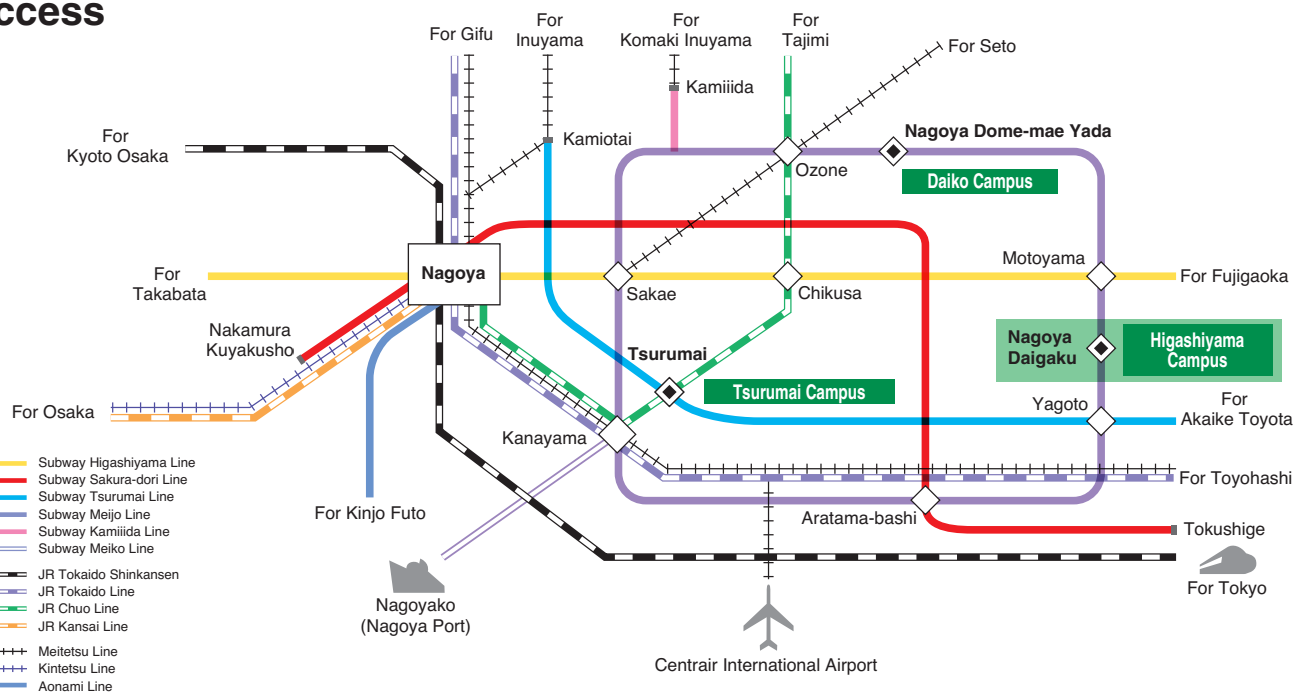 ccess
For Gifu
For
Inuyama
For
Komaki Inuyama
For
Tajimi
For Seto
Kamiiida
For
Kyoto Osaka
Kamiotai
Nagoya Dome-mae Yada
Ozone
Daiko Campus
Nagoya
For
Takabata
Sakae
Chikusa
Motoyama
For Fujigaoka
Nakamura
Kuyakusho
Nagoya
Daigaku
Higashiyama
Campus
Tsurumai
Tsurumai Campus
For Osaka
Yagoto
For
Akaike Toyota
Kanayama
For Toyohashi
For Kinjo Futo
Aratama-bashi
Tokushige
For Tokyo
Nagoyako
(Nagoya Port)
Centrair International Airport
Subway Higashiyama Line
Subway Sakura-dori Line
Subway Tsurumai Line
Subway Meijo Line
Subway Kamiiida Line
Subway Meiko Line
JR Tokaido Shinkansen
JR Tokaido Line
JR Chuo Line
JR Kansai Line
Meitetsu Line
Kintetsu Line
Aonami Line